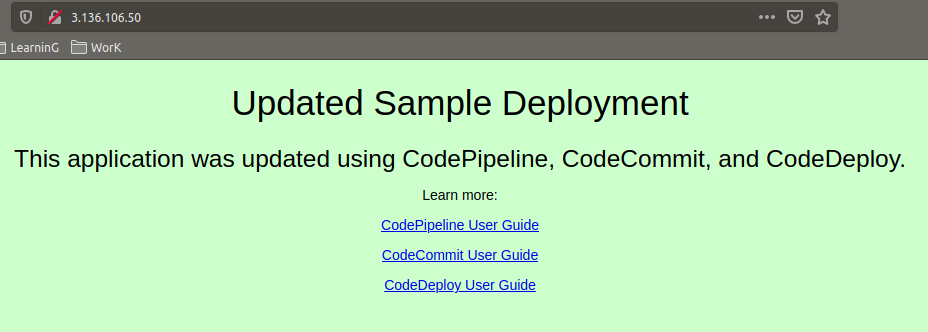 3.136.106.50
LearninG WorK
Updated Sample Deployment
This application was updated using CodePipeline, CodeCommit, and CodeDeploy.
Learn more:
CodePipeline User Guide
CodeCommit User Guide
CodeDeploy User Guide